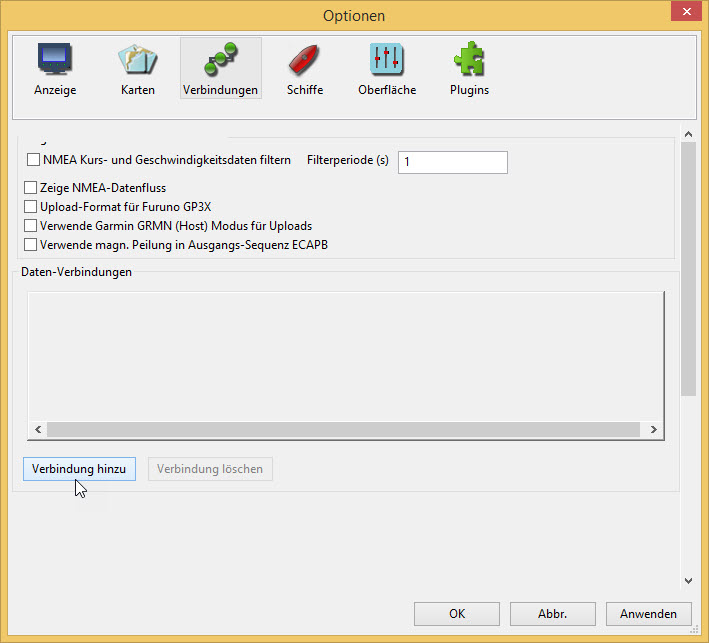 Optionen
Anzeige Karten Verbindungen Schiffe Oberfläche Plugins
NMEA Kurs- und Geschwindigkeitsdaten filtern Filterperiode (s) 1
Zeige NMEA-Datenfluss
Upload-Format für Furuno GP3X
Verwende Garmin GRMN (Host) Modus für Uploads
Verwende magn. Peilung in Ausgangs-Sequenz ECAPB
Daten-Verbindungen
Verbindung hinzu Verbindung löschen
OK Abbr. Anwenden